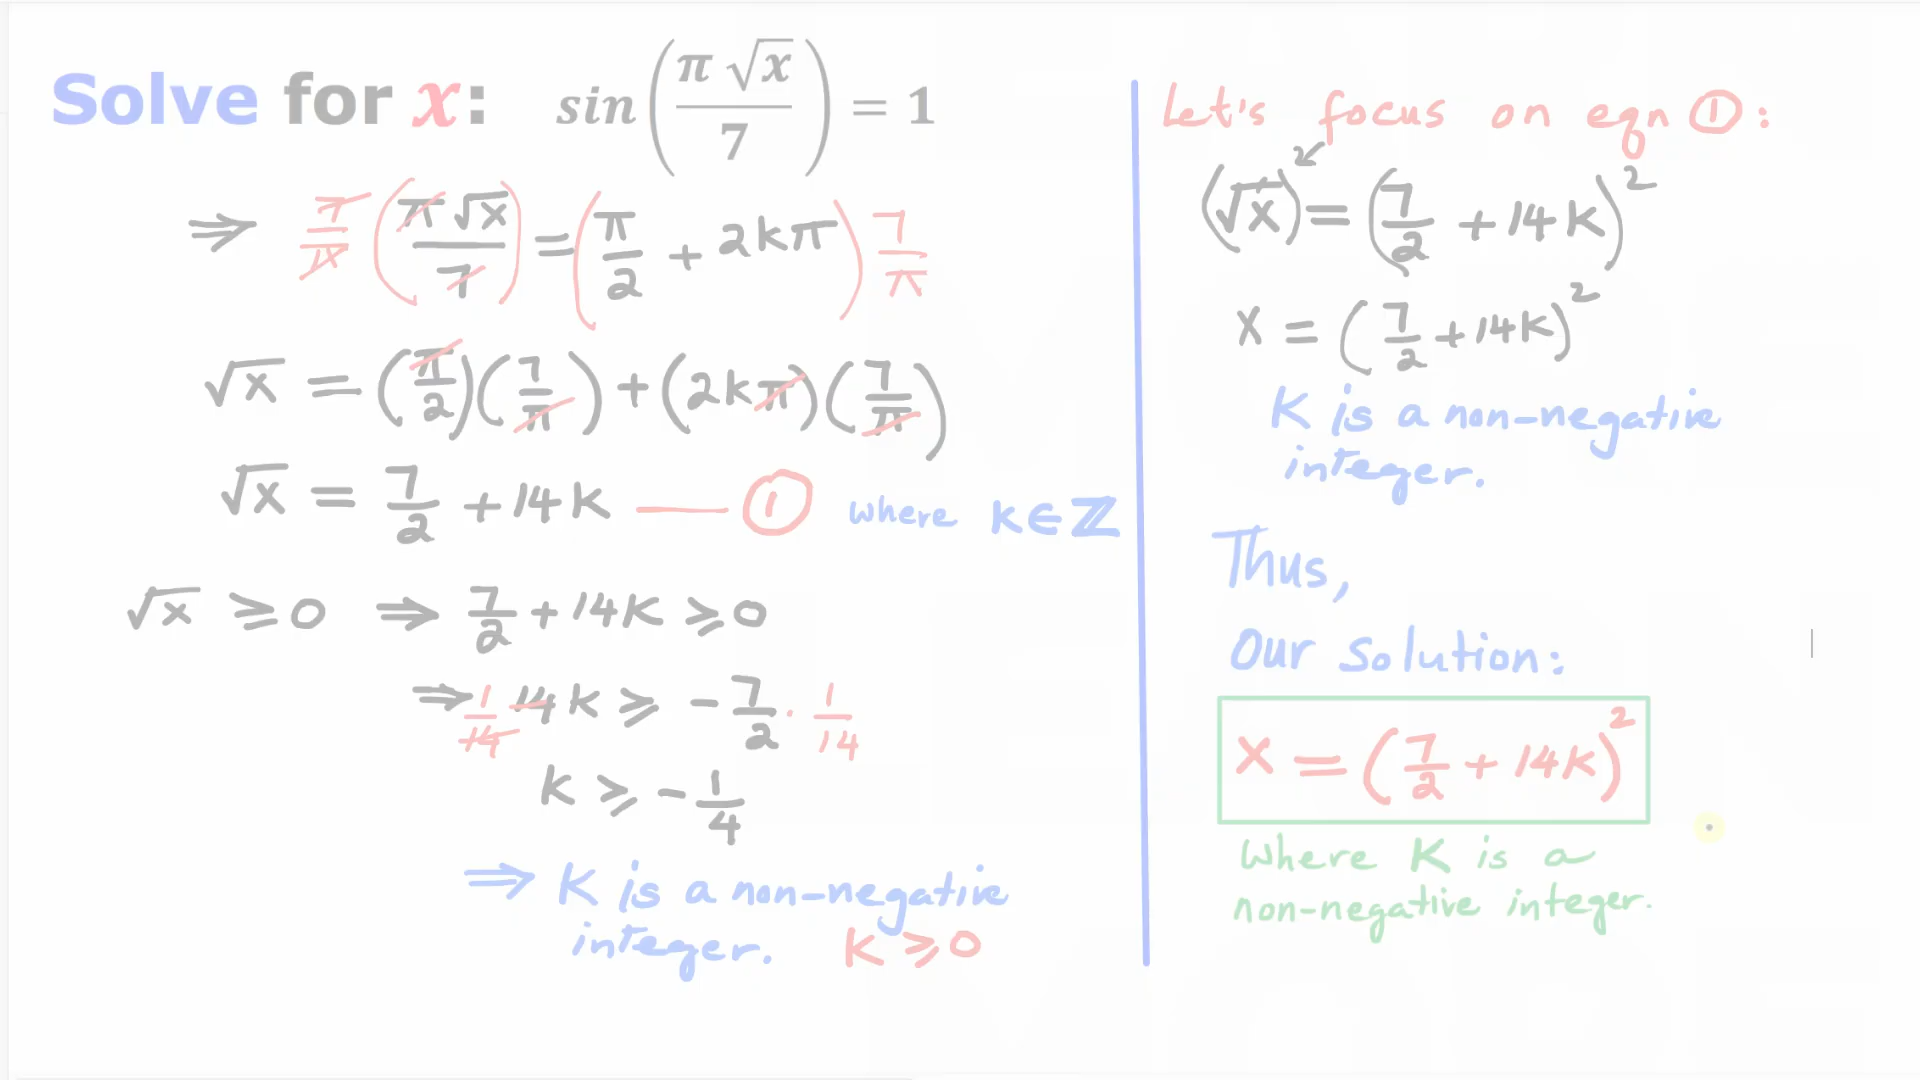 Solve for x: sin(π√x/7) = 1
⇒ 7/π (π√x/7) = (π/2 + 2kπ) 7/π
√x = (π/2)(7/π) + (2kπ)(7/π)
√x = 7/2 + 14K — ① where K ∈ ℤ
√x ⩾ 0 ⇒ 7/2 + 14K ⩾ 0
⇒ 1/14 14K ⩾ -7/2 · 1/14
K ⩾ -1/4
⇒ K is a non-negative
integer. K ⩾ 0
Let's focus on eqn ①:
(√x)² = (7/2 + 14K)²
X = (7/2 + 14K)²
K is a non-negative
integer.
Thus,
Our solution:
X = (7/2 + 14K)²
Where K is a
non-negative integer.